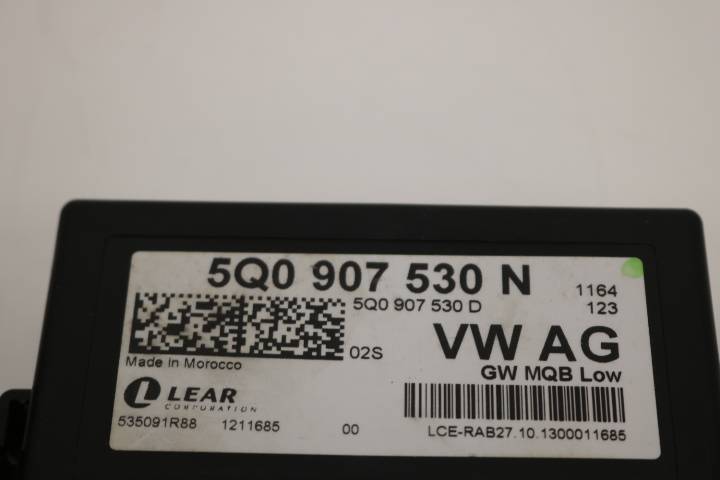 5Q0 907 530 N
1164
5Q0 907 530 D
123
02S
VW AG
Made in Morocco
GW MQB Low
LEAR
CORPORATION
535091R88 1211685 00 LCE-RAB27.10.1300011685